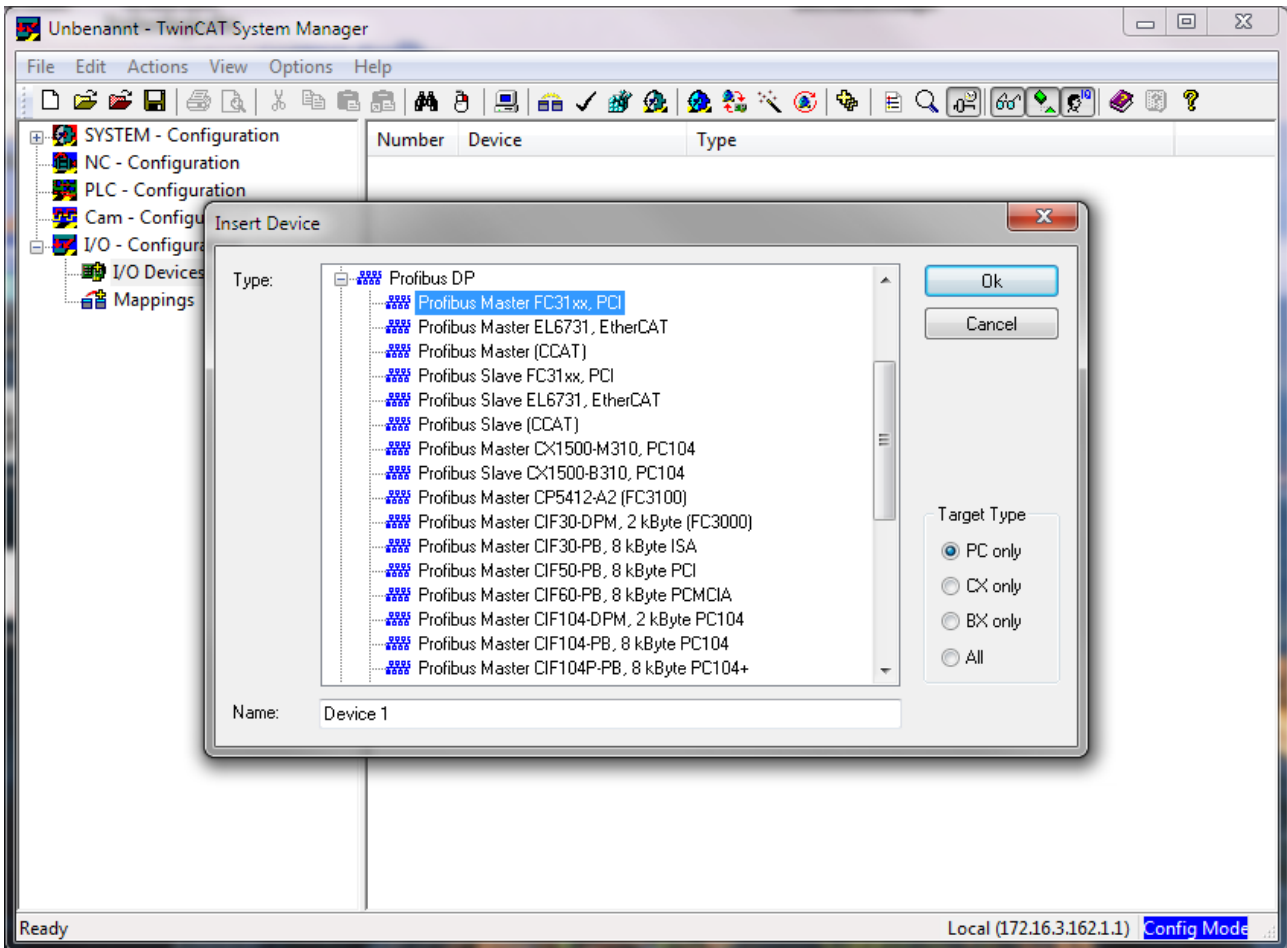 Unbenannt - TwinCAT System Manager
File Edit Actions View Options Help
SYSTEM - Configuration
NC - Configuration
PLC - Configuration
Cam - Configu
I/O - Configura
I/O Devices
Mappings
Number Device Type
Insert Device
Type:
Profibus DP
Profibus Master FC31xx, PCI
Profibus Master EL6731, EtherCAT
Profibus Master (CCAT)
Profibus Slave FC31xx, PCI
Profibus Slave EL6731, EtherCAT
Profibus Slave (CCAT)
Profibus Master CX1500-M310, PC104
Profibus Slave CX1500-B310, PC104
Profibus Master CP5412-A2 (FC3100)
Profibus Master CIF30-DPM, 2 kByte (FC3000)
Profibus Master CIF30-PB, 8 kByte ISA
Profibus Master CIF50-PB, 8 kByte PCI
Profibus Master CIF60-PB, 8 kByte PCMCIA
Profibus Master CIF104-DPM, 2 kByte PC104
Profibus Master CIF104-PB, 8 kByte PC104
Profibus Master CIF104P-PB, 8 kByte PC104+
Ok
Cancel
Target Type
PC only
CX only
BX only
All
Name: Device 1
Ready Local (172.16.3.162.1.1) Config Mode